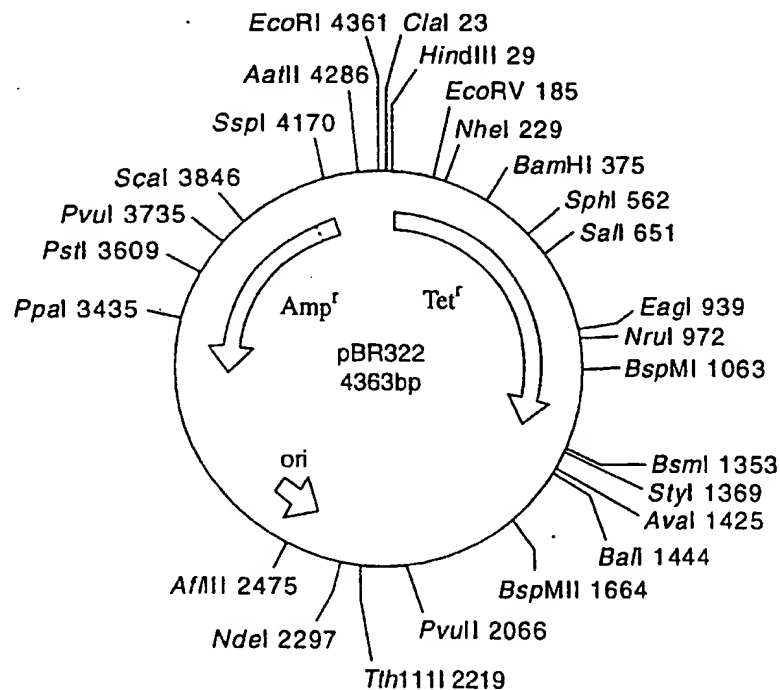 EcoRI 4361
ClaI 23
HindIII 29
AatII 4286
EcoRV 185
SspI 4170
NheI 229
BamHI 375
ScaI 3846
SphI 562
PvuI 3735
SalI 651
PstI 3609
PpaI 3435
Ampʳ
Tetʳ
EagI 939
NruI 972
pBR322
4363bp
BspMI 1063
ori
BsmI 1353
StyI 1369
AvaI 1425
BalI 1444
AflIII 2475
BspMII 1664
NdeI 2297
PvuII 2066
Tth111I 2219